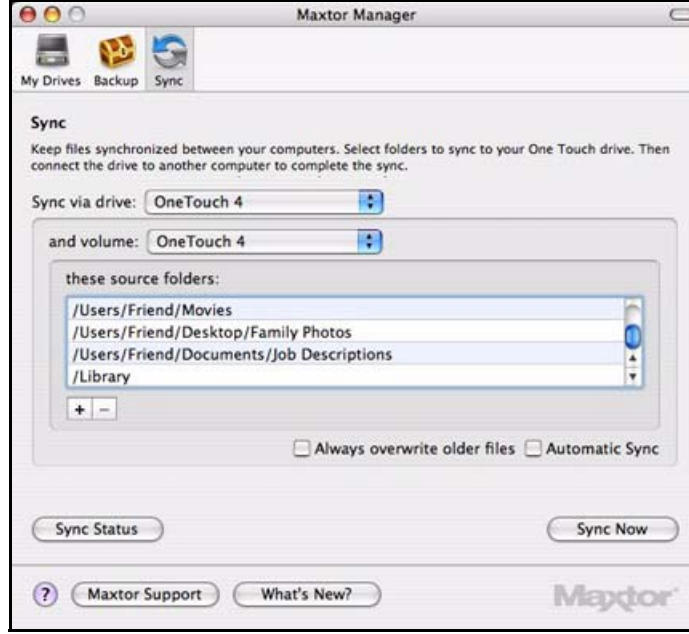 Maxtor Manager
My Drives Backup Sync
Sync
Keep files synchronized between your computers. Select folders to sync to your One Touch drive. Then
connect the drive to another computer to complete the sync.
Sync via drive: OneTouch 4
and volume: OneTouch 4
these source folders:
/Users/Friend/Movies
/Users/Friend/Desktop/Family Photos
/Users/Friend/Documents/Job Descriptions
/Library
+ −
Always overwrite older files Automatic Sync
Sync Status Sync Now
? Maxtor Support What's New? Maxtor